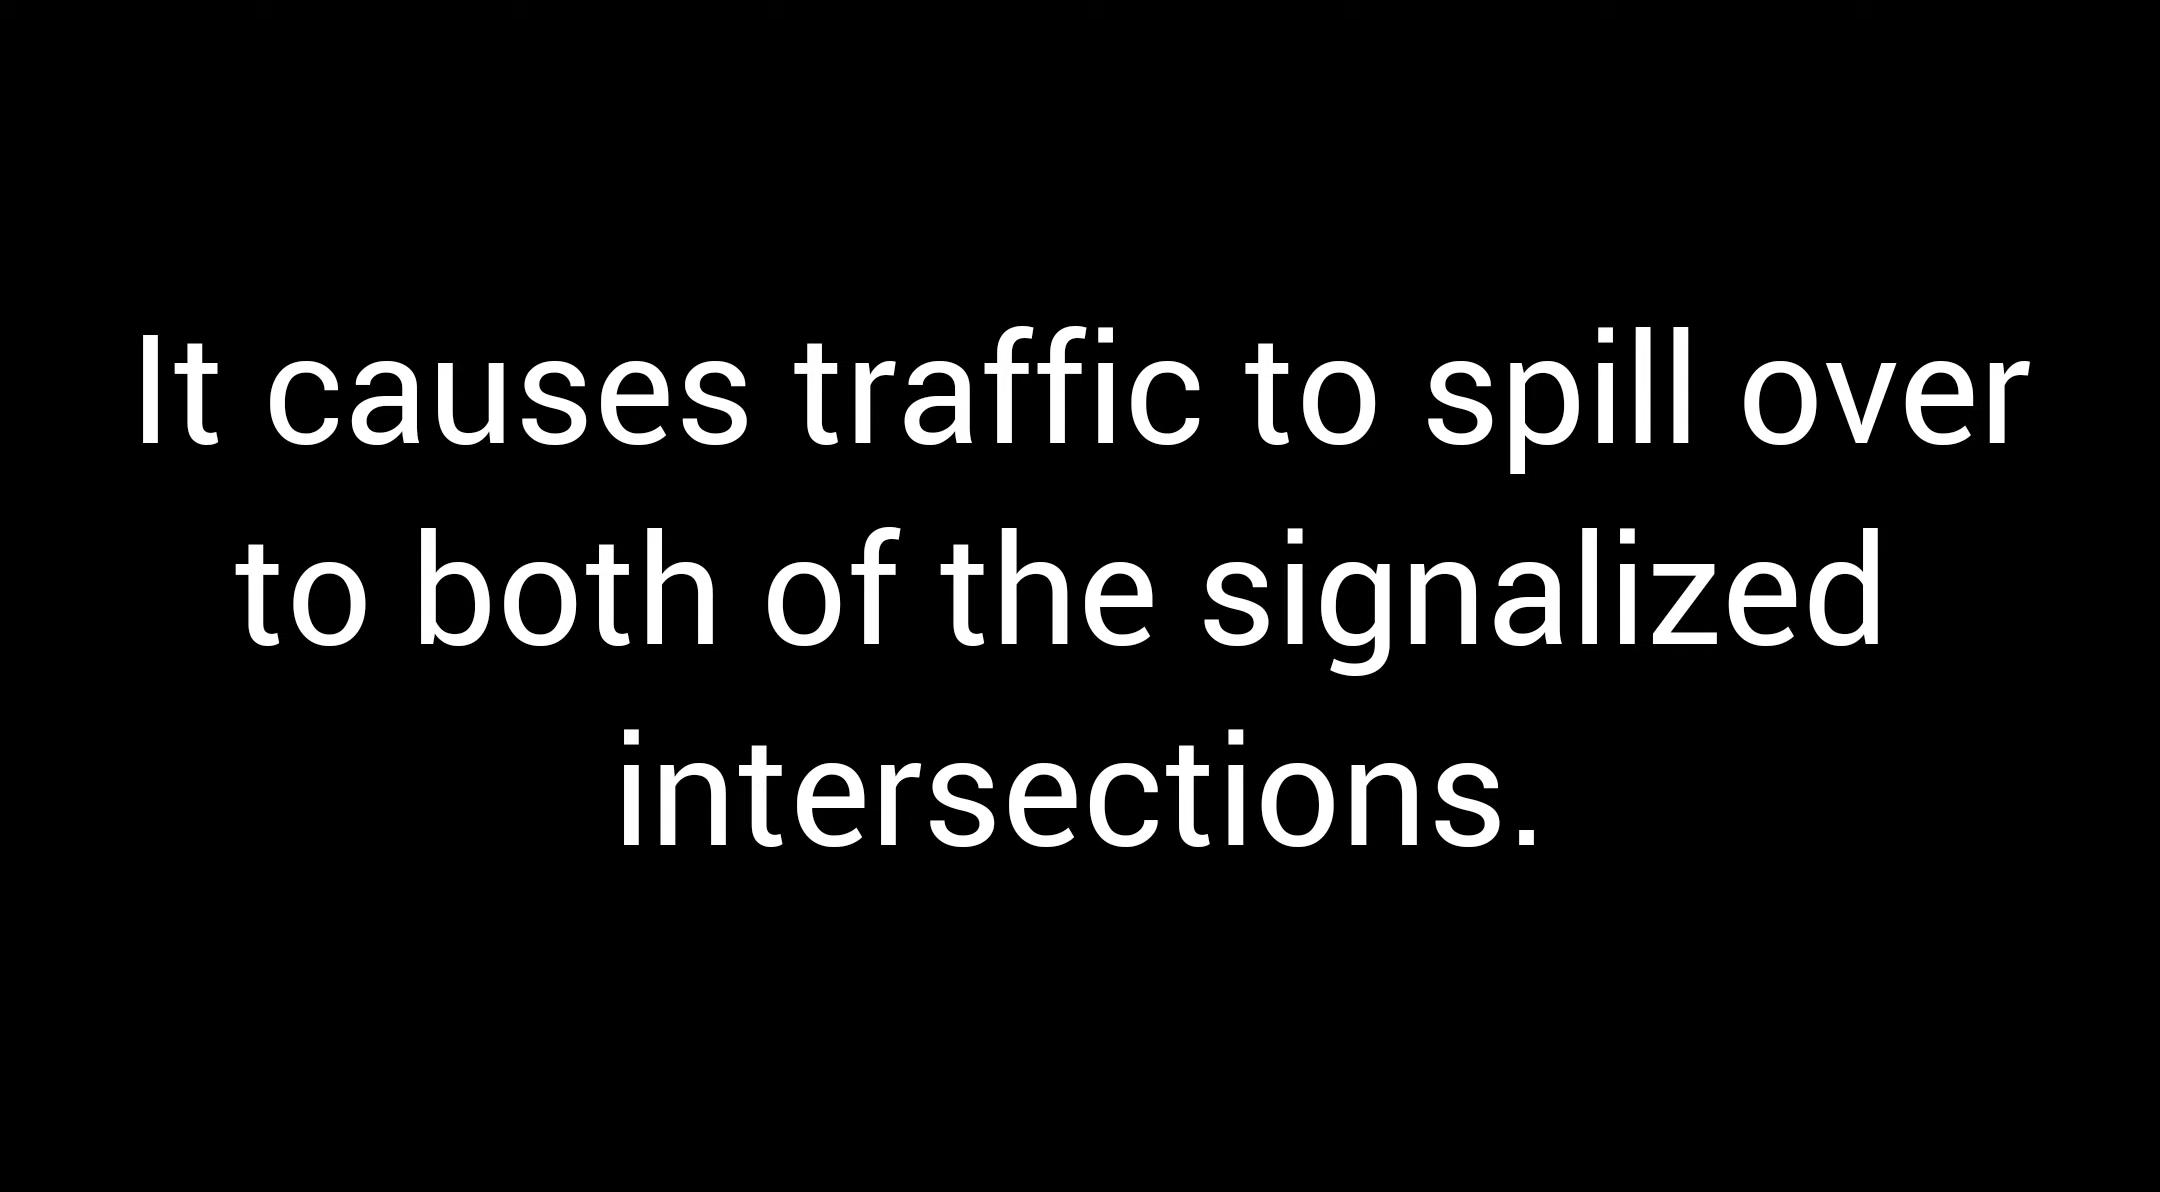 It causes traffic to spill over
to both of the signalized
intersections.